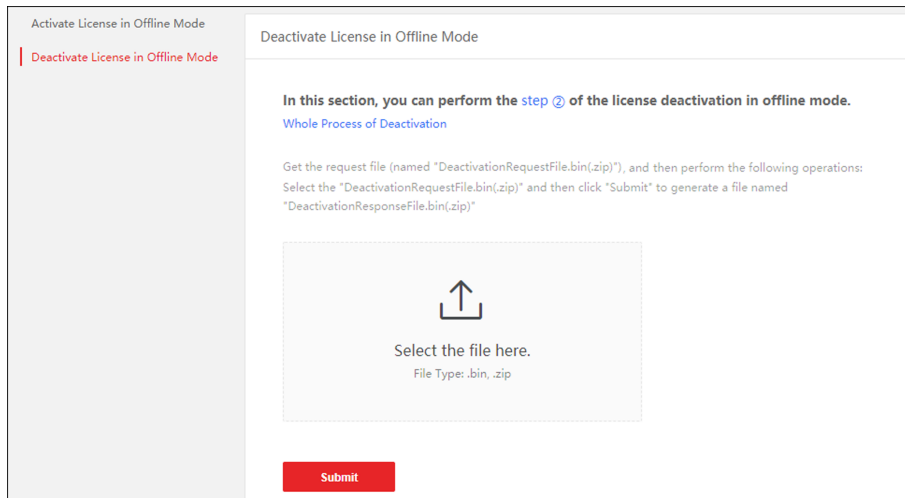 Activate License in Offline Mode
Deactivate License in Offline Mode
Deactivate License in Offline Mode
In this section, you can perform the step ② of the license deactivation in offline mode.
Whole Process of Deactivation
Get the request file (named "DeactivationRequestFile.bin(.zip)"), and then perform the following operations:
Select the "DeactivationRequestFile.bin(.zip)" and then click "Submit" to generate a file named
"DeactivationResponseFile.bin(.zip)"
Select the file here.
File Type: .bin, .zip
Submit